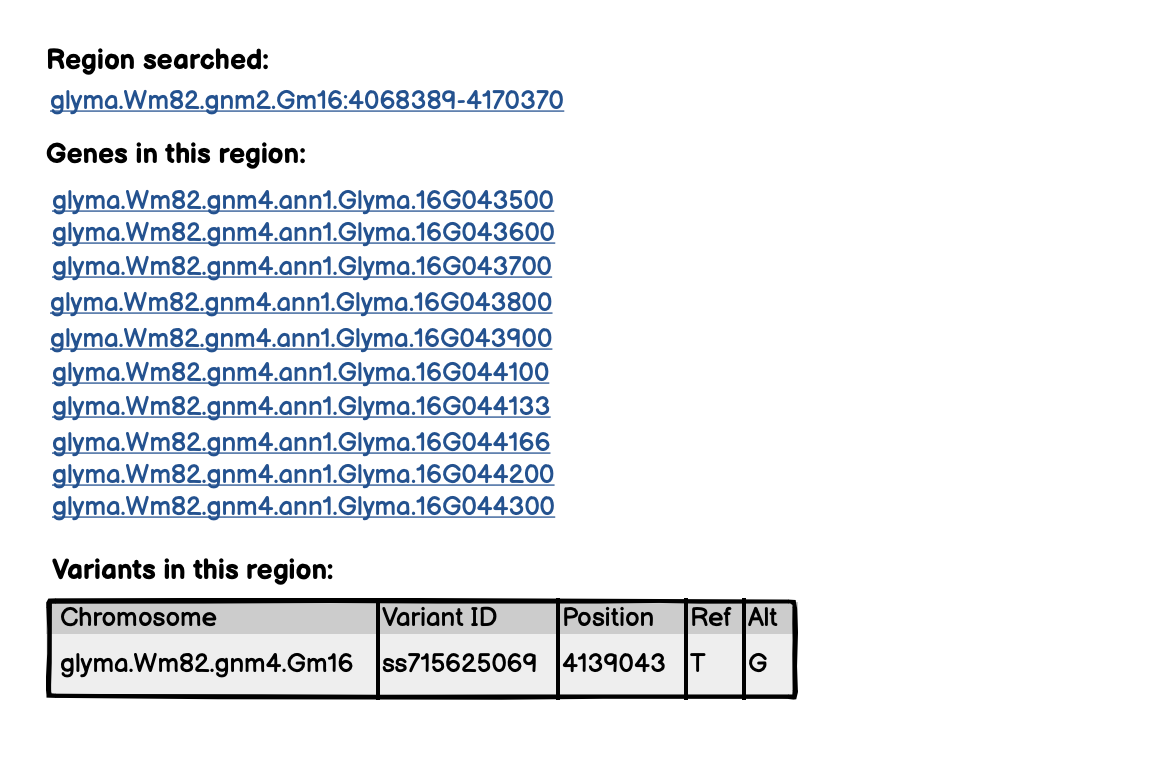 Region searched:
glyma.Wm82.gnm2.Gm16:4068389-4170370
Genes in this region:
glyma.Wm82.gnm4.ann1.Glyma.16G043500
glyma.Wm82.gnm4.ann1.Glyma.16G043600
glyma.Wm82.gnm4.ann1.Glyma.16G043700
glyma.Wm82.gnm4.ann1.Glyma.16G043800
glyma.Wm82.gnm4.ann1.Glyma.16G043900
glyma.Wm82.gnm4.ann1.Glyma.16G044100
glyma.Wm82.gnm4.ann1.Glyma.16G044133
glyma.Wm82.gnm4.ann1.Glyma.16G044166
glyma.Wm82.gnm4.ann1.Glyma.16G044200
glyma.Wm82.gnm4.ann1.Glyma.16G044300
Variants in this region:
Chromosome Variant ID Position Ref Alt
glyma.Wm82.gnm4.Gm16 ss715625069 4139043 T G